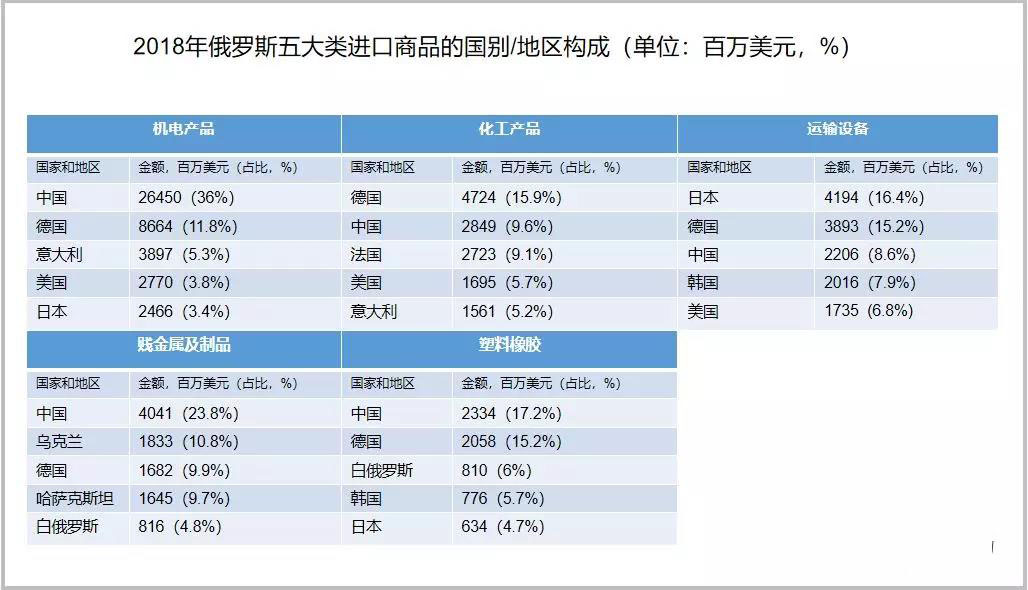 2018年俄罗斯五大类进口商品的国别/地区构成（单位：百万美元，%）
机电产品 化工产品 运输设备
国家和地区 金额，百万美元（占比，%） 国家和地区 金额，百万美元（占比，%） 国家和地区 金额，百万美元（占比，%）
中国 26450（36%） 德国 4724（15.9%） 日本 4194（16.4%）
德国 8664（11.8%） 中国 2849（9.6%） 德国 3893（15.2%）
意大利 3897（5.3%） 法国 2723（9.1%） 中国 2206（8.6%）
美国 2770（3.8%） 美国 1695（5.7%） 韩国 2016（7.9%）
日本 2466（3.4%） 意大利 1561（5.2%） 美国 1735（6.8%）
贱金属及制品 塑料橡胶
国家和地区 金额，百万美元（占比，%） 国家和地区 金额，百万美元（占比，%）
中国 4041（23.8%） 中国 2334（17.2%）
乌克兰 1833（10.8%） 德国 2058（15.2%）
德国 1682（9.9%） 白俄罗斯 810（6%）
哈萨克斯坦 1645（9.7%） 韩国 776（5.7%）
白俄罗斯 816（4.8%） 日本 634（4.7%）